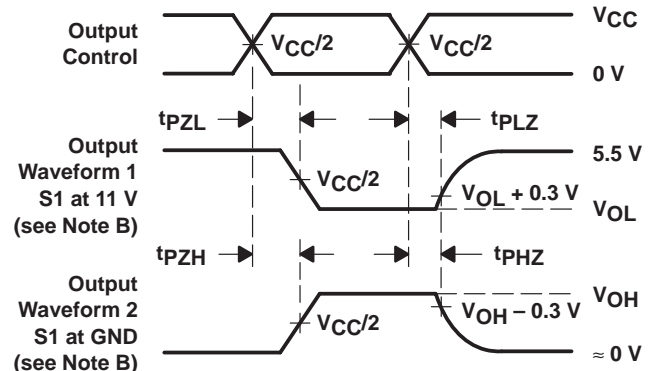 Output
Control
VCC/2
VCC/2
VCC
0 V
tPZL
tPLZ
Output
Waveform 1
S1 at 11 V
(see Note B)
VCC/2
VOL + 0.3 V
5.5 V
VOL
tPZH
tPHZ
Output
Waveform 2
S1 at GND
(see Note B)
VCC/2
VOH − 0.3 V
VOH
≈ 0 V